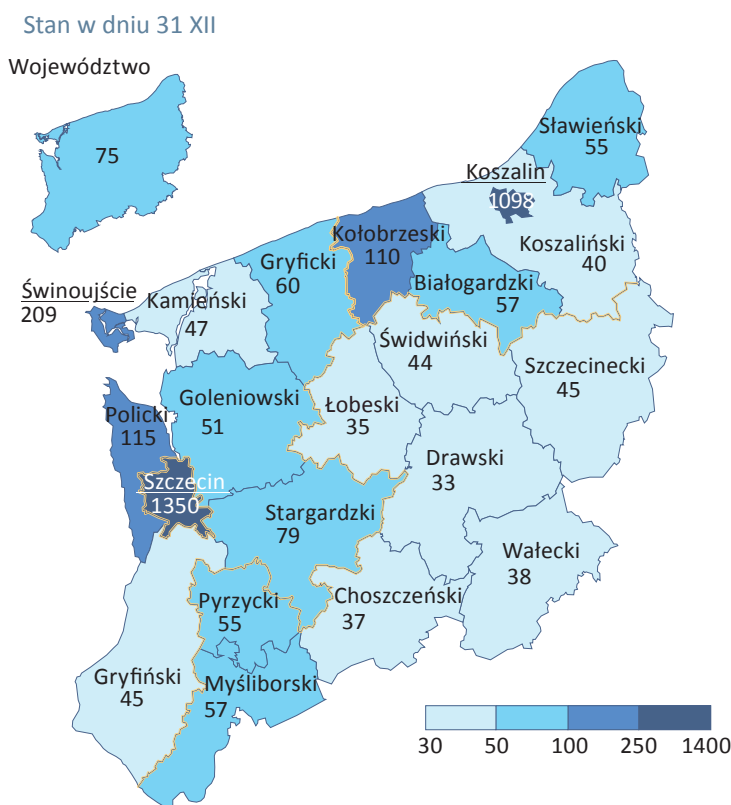 Stan w dniu 31 XII
Województwo
75
Sławieński
55
Koszalin
1098
Kołobrzeski
110
Koszaliński
40
Gryficki
60
Białogardzki
57
Świnoujście
209
Kamieński
47
Świdwiński
44
Szczecinecki
45
Goleniowski
51
Łobeski
35
Policki
115
Drawski
33
Szczecin
1350
Stargardzki
79
Wałecki
38
Choszczeński
37
Pyrzycki
55
Gryfiński
45
Myśliborski
57
30 50 100 250 1400